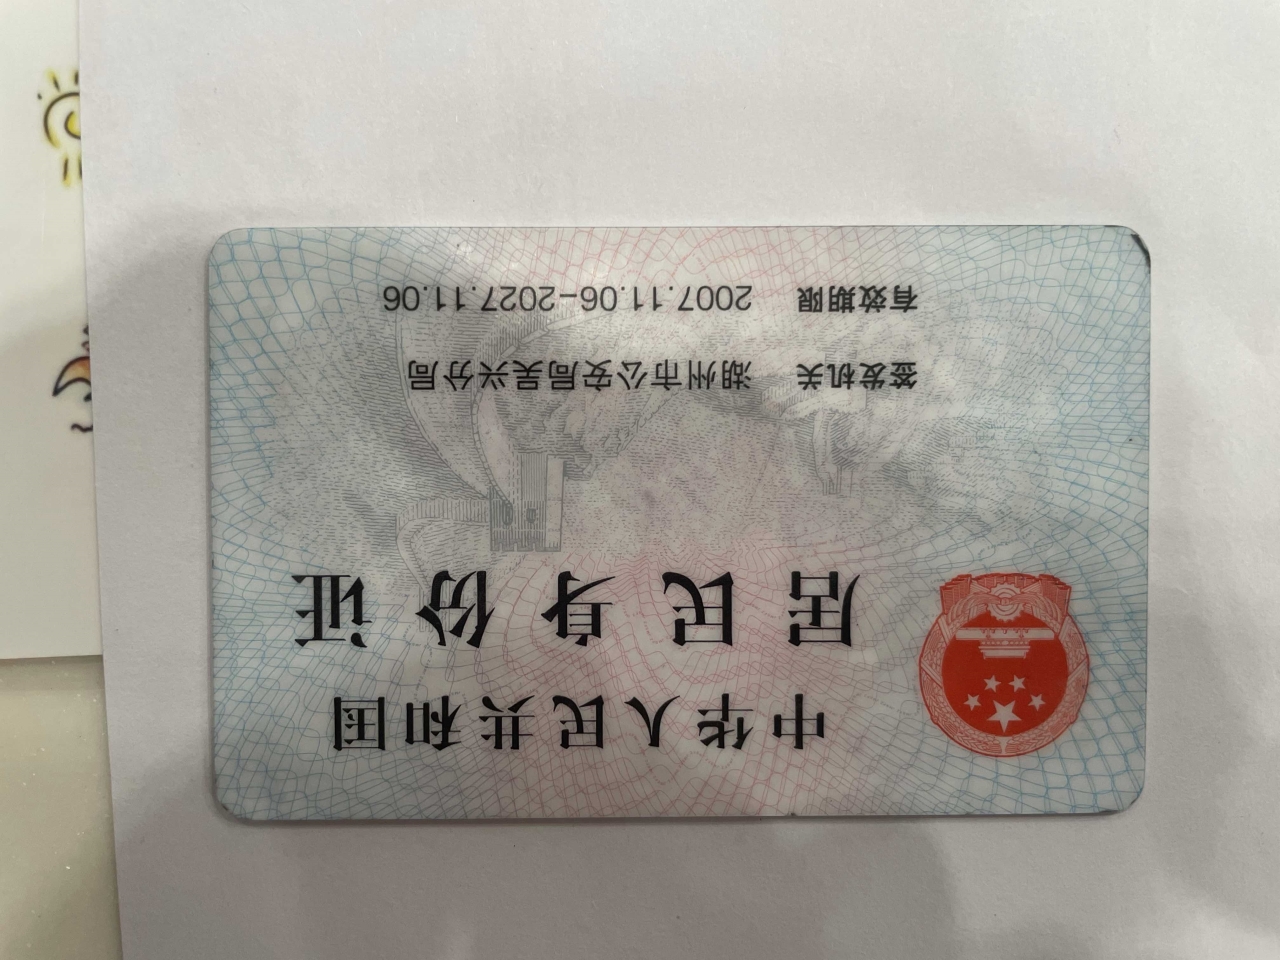 中华人民共和国
居民身份证
签发机关 湖州市公安局吴兴分局
有效期限 2007.11.06-2027.11.06